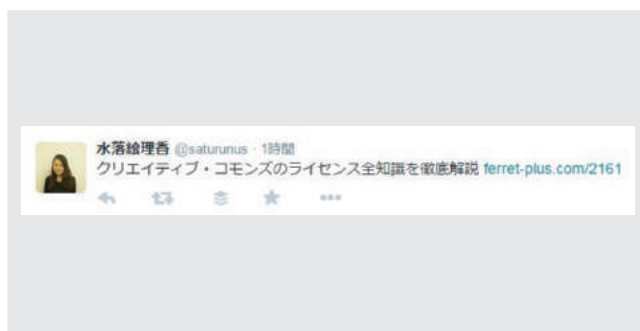 水落絵理香 @saturunus · 1時間
クリエイティブ・コモンズのライセンス全知識を徹底解説 ferret-plus.com/2161